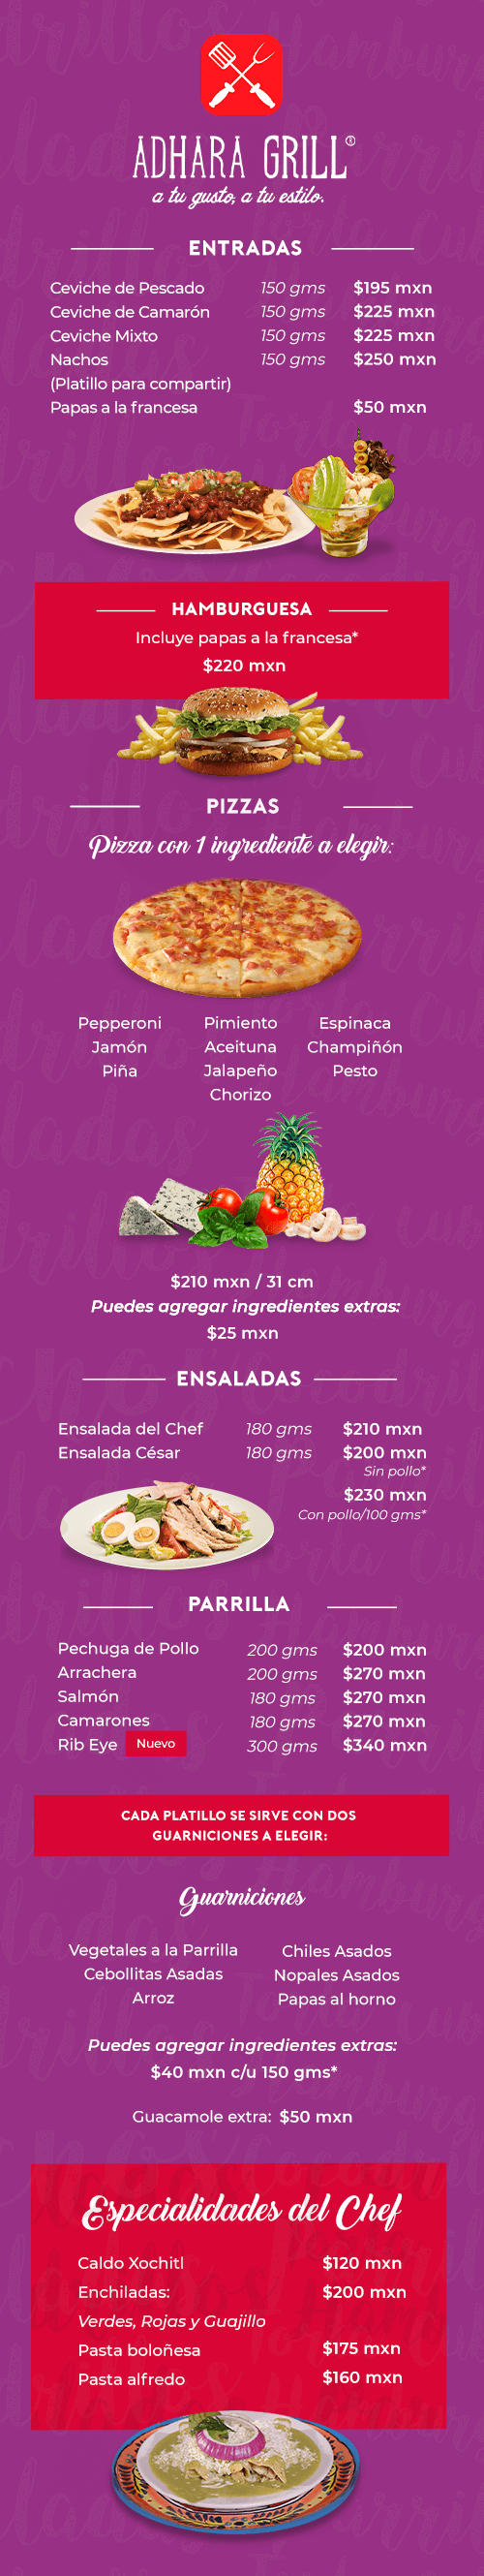 ADHARA GRILL®
a tu gusto, a tu estilo.
ENTRADAS
Ceviche de Pescado 150 gms $195 mxn
Ceviche de Camarón 150 gms $225 mxn
Ceviche Mixto 150 gms $225 mxn
Nachos 150 gms $250 mxn
(Platillo para compartir)
Papas a la francesa $50 mxn
HAMBURGUESA
Incluye papas a la francesa*
$220 mxn
PIZZAS
Pizza con 1 ingrediente a elegir:
Pepperoni Pimiento Espinaca
Jamón Aceituna Champiñón
Piña Jalapeño Pesto
Chorizo
$210 mxn / 31 cm
Puedes agregar ingredientes extras:
$25 mxn
ENSALADAS
Ensalada del Chef 180 gms $210 mxn
Ensalada César 180 gms $200 mxn
Sin pollo*
$230 mxn
Con pollo/100 gms*
PARRILLA
Pechuga de Pollo 200 gms $200 mxn
Arrachera 200 gms $270 mxn
Salmón 180 gms $270 mxn
Camarones 180 gms $270 mxn
Rib Eye Nuevo 300 gms $340 mxn
CADA PLATILLO SE SIRVE CON DOS
GUARNICIONES A ELEGIR:
Guarniciones
Vegetales a la Parrilla Chiles Asados
Cebollitas Asadas Nopales Asados
Arroz Papas al horno
Puedes agregar ingredientes extras:
$40 mxn c/u 150 gms*
Guacamole extra: $50 mxn
Especialidades del Chef
Caldo Xochitl $120 mxn
Enchiladas: $200 mxn
Verdes, Rojas y Guajillo
Pasta boloñesa $175 mxn
Pasta alfredo $160 mxn